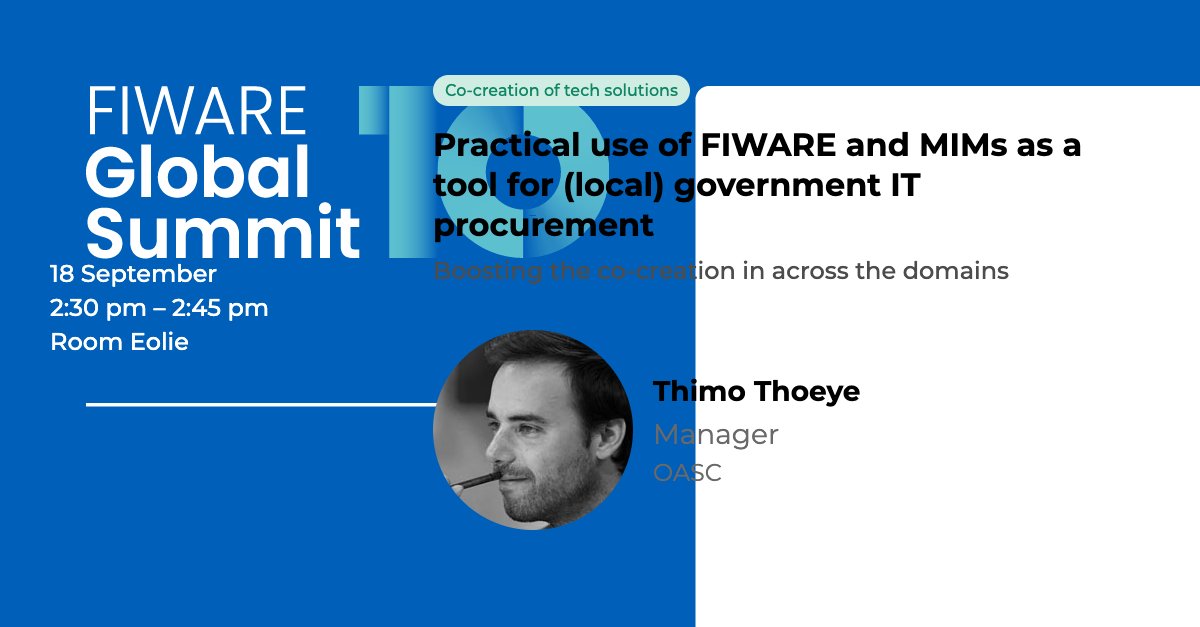 FIWARE
Global
Summit
10
18 September
2:30 pm – 2:45 pm
Room Eolie
Co-creation of tech solutions
Practical use of FIWARE and MIMs as a
tool for (local) government IT
procurement
Boosting the co-creation in across the domains
Thimo Thoeye
Manager
OASC